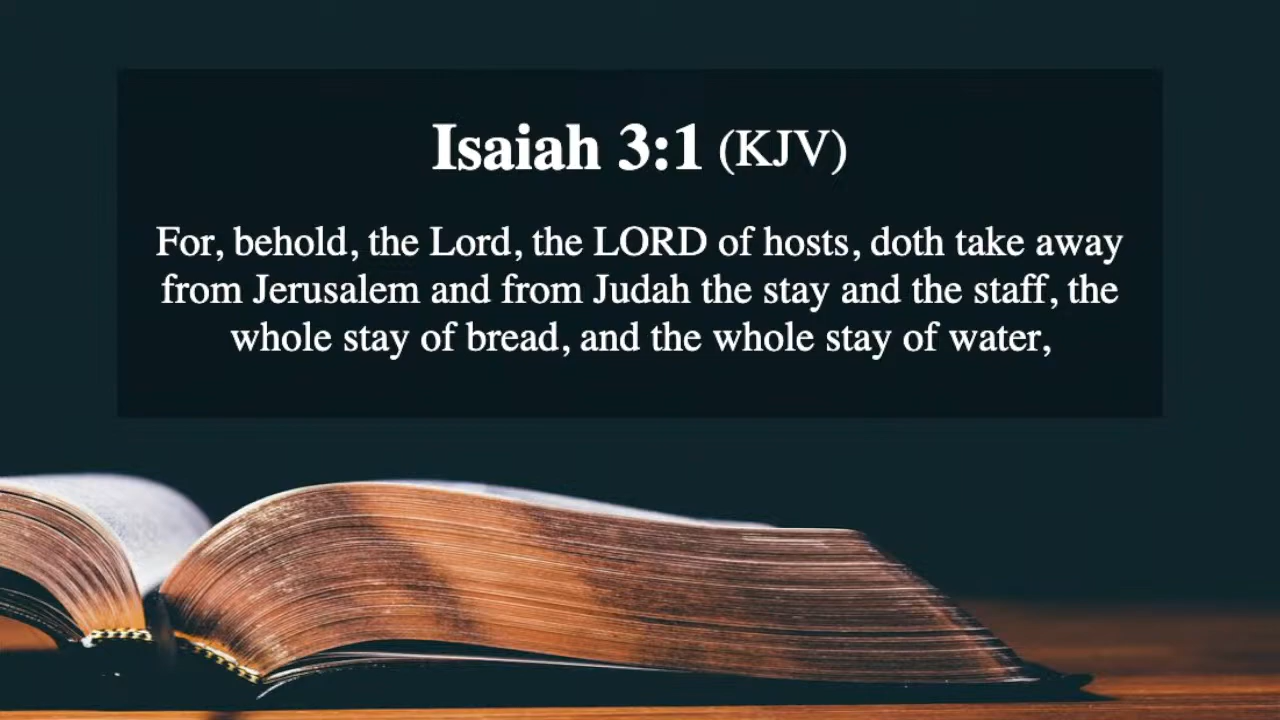 Isaiah 3:1 (KJV)
For, behold, the Lord, the LORD of hosts, doth take away
from Jerusalem and from Judah the stay and the staff, the
whole stay of bread, and the whole stay of water,